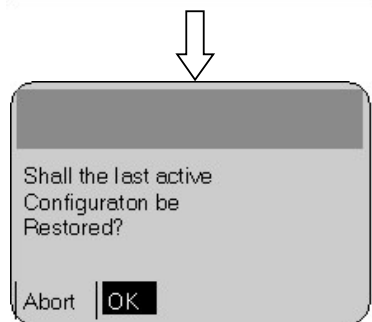 Shall the last active
Configuraton be
Restored?
Abort
OK